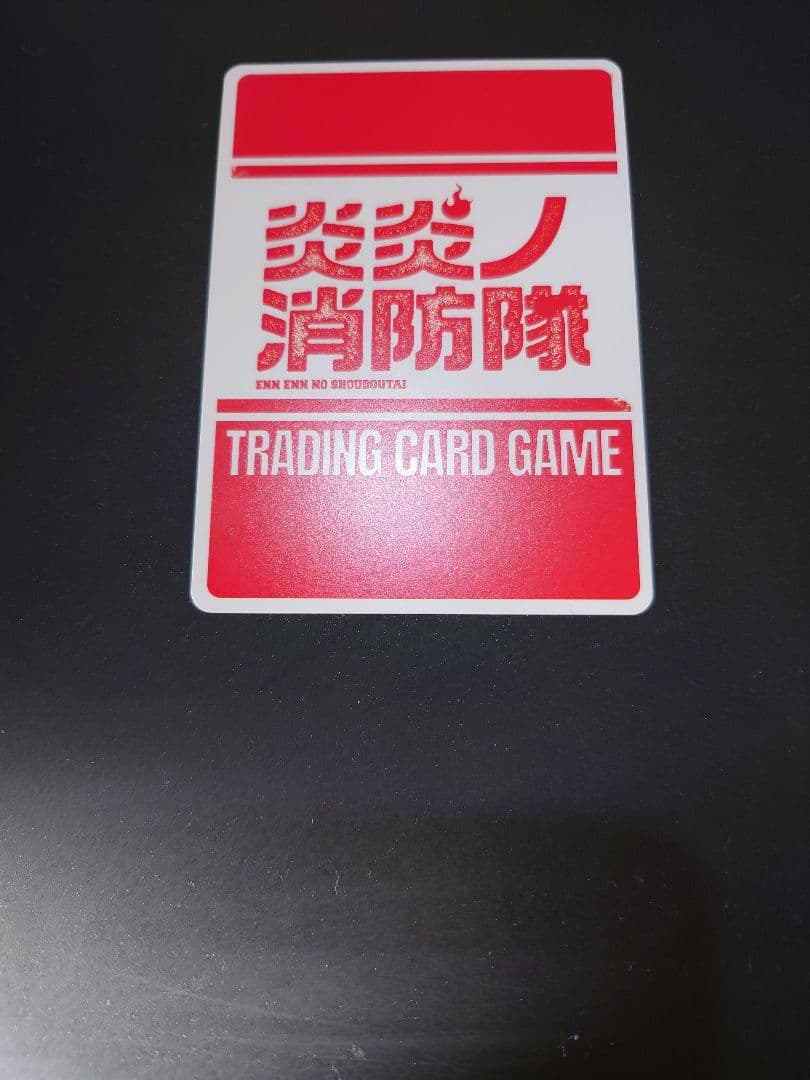 炎炎ノ
消防隊
ENN ENN NO SHOUBOUTAI
TRADING CARD GAME